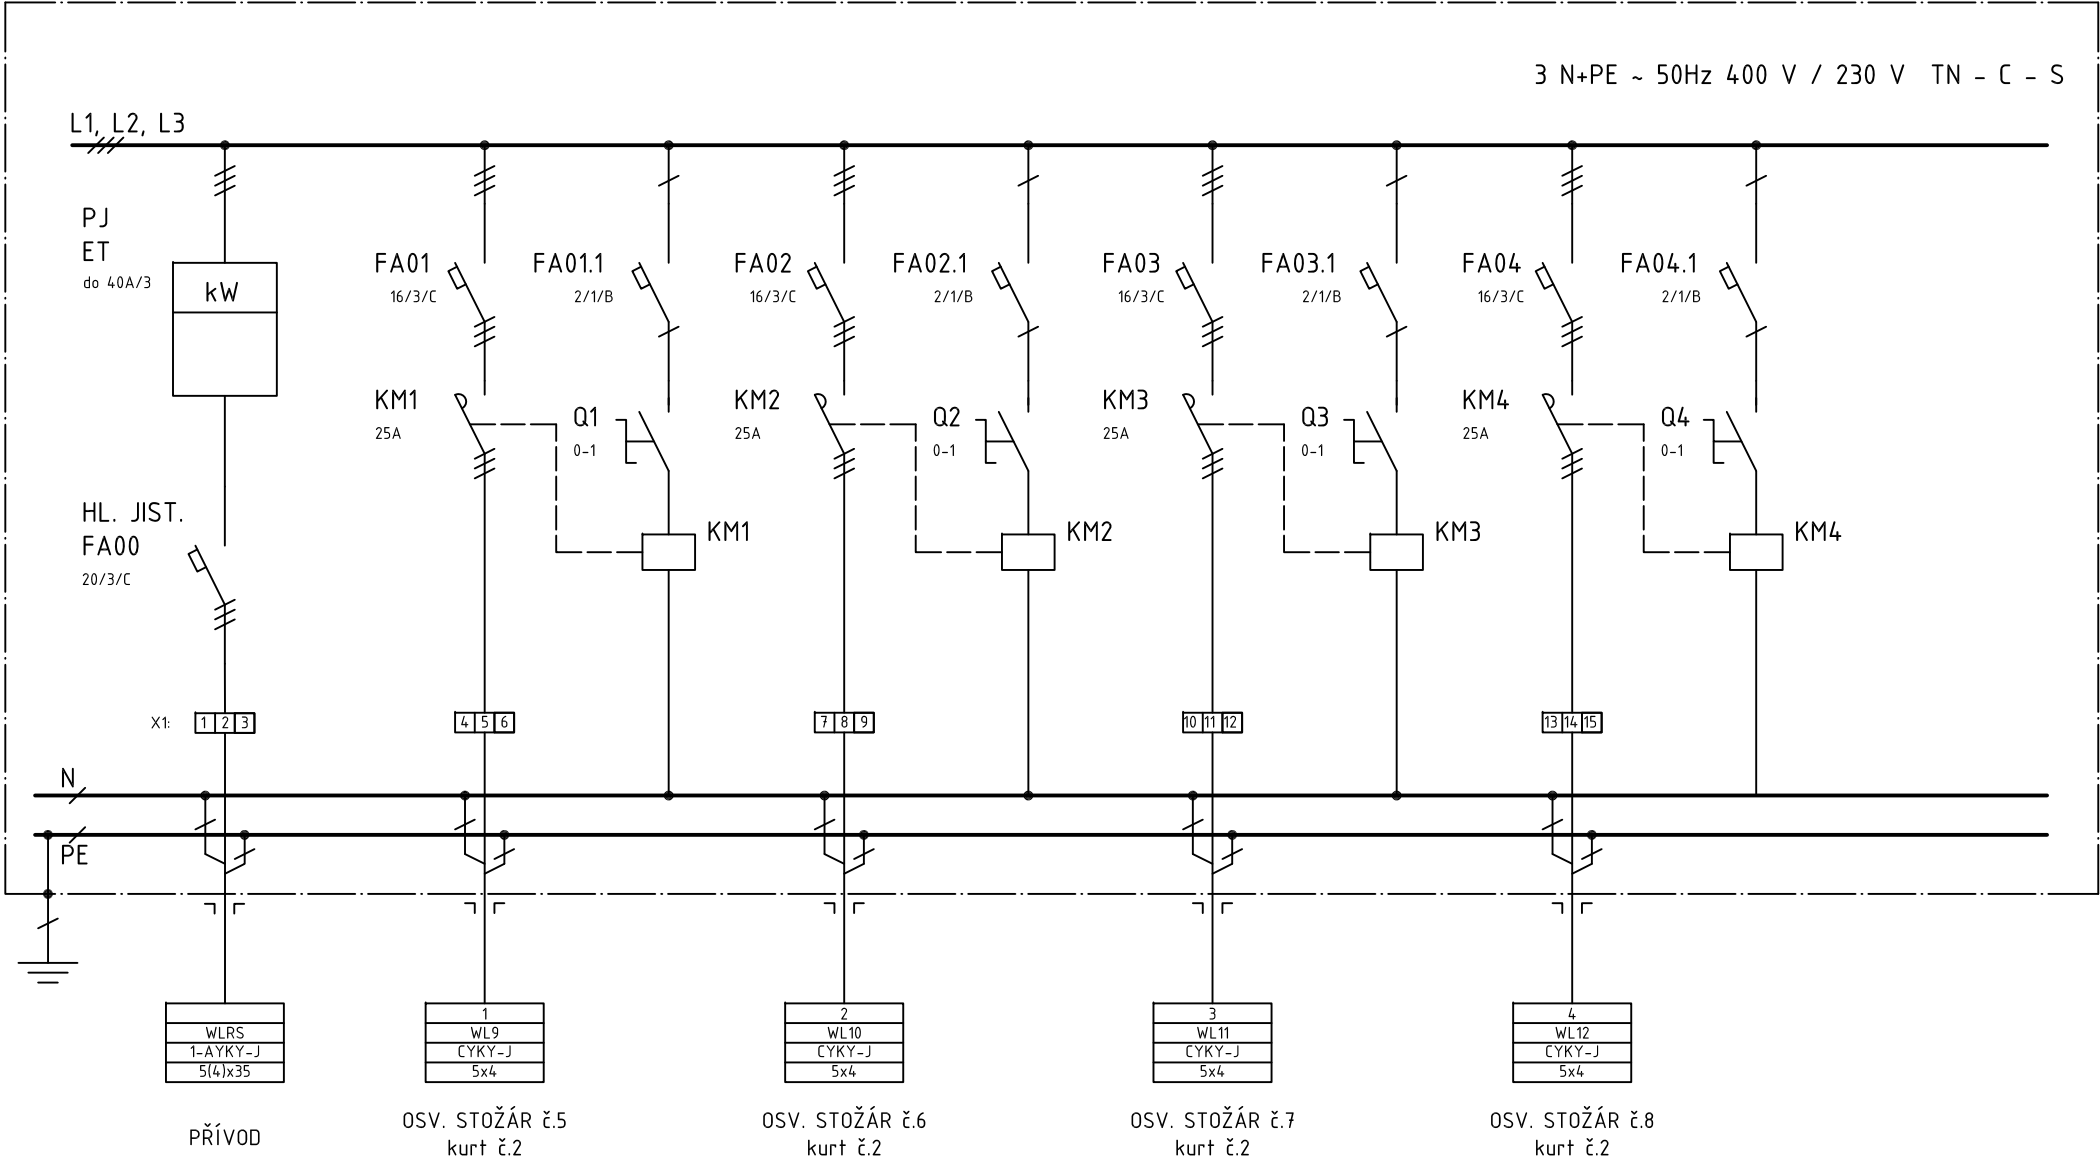 3 N+PE ~ 50Hz 400 V / 230 V TN - C - S
L1, L2, L3
PJ
ET
do 40A/3
kW
FA01
16/3/C
FA01.1
2/1/B
FA02
16/3/C
FA02.1
2/1/B
FA03
16/3/C
FA03.1
2/1/B
FA04
16/3/C
FA04.1
2/1/B
KM1
25A
Q1
0-1
KM2
25A
Q2
0-1
KM3
25A
Q3
0-1
KM4
25A
Q4
0-1
HL. JIST.
FA00
20/3/C
KM1
KM2
KM3
KM4
X1: 1 2 3
4 5 6
7 8 9
10 11 12
13 14 15
N
PE
WLRS
1-AYKY-J
5(4)x35
PŘÍVOD
1
WL9
CYKY-J
5x4
OSV. STOŽÁR č.5
kurt č.2
2
WL10
CYKY-J
5x4
OSV. STOŽÁR č.6
kurt č.2
3
WL11
CYKY-J
5x4
OSV. STOŽÁR č.7
kurt č.2
4
WL12
CYKY-J
5x4
OSV. STOŽÁR č.8
kurt č.2